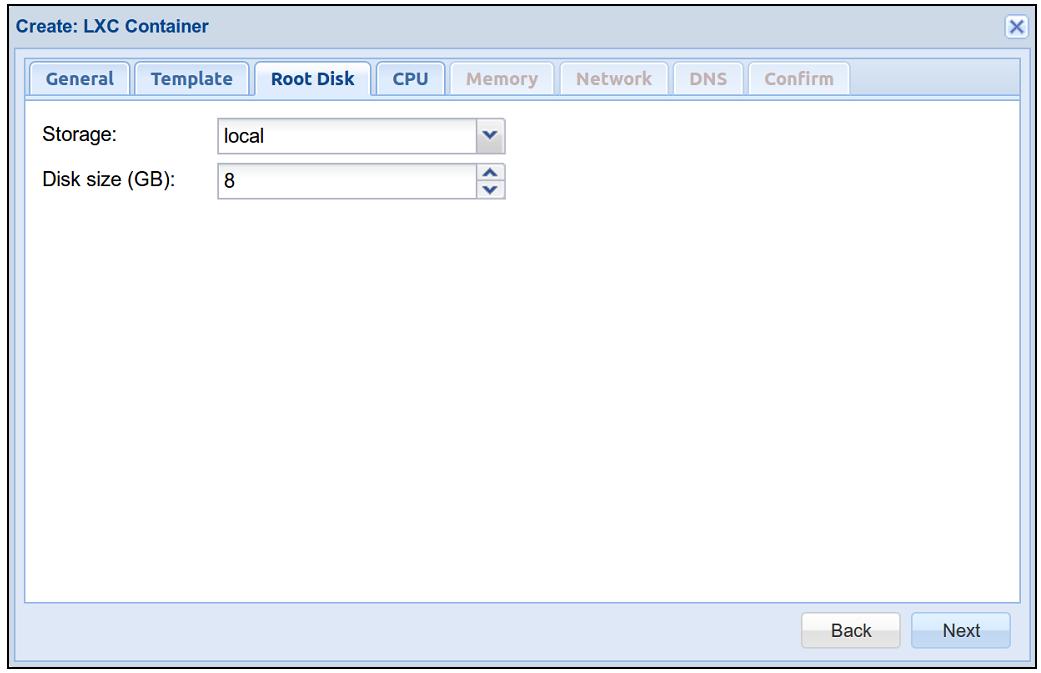 Create: LXC Container
General Template Root Disk CPU Memory Network DNS Confirm
Storage: local
Disk size (GB): 8
Back Next